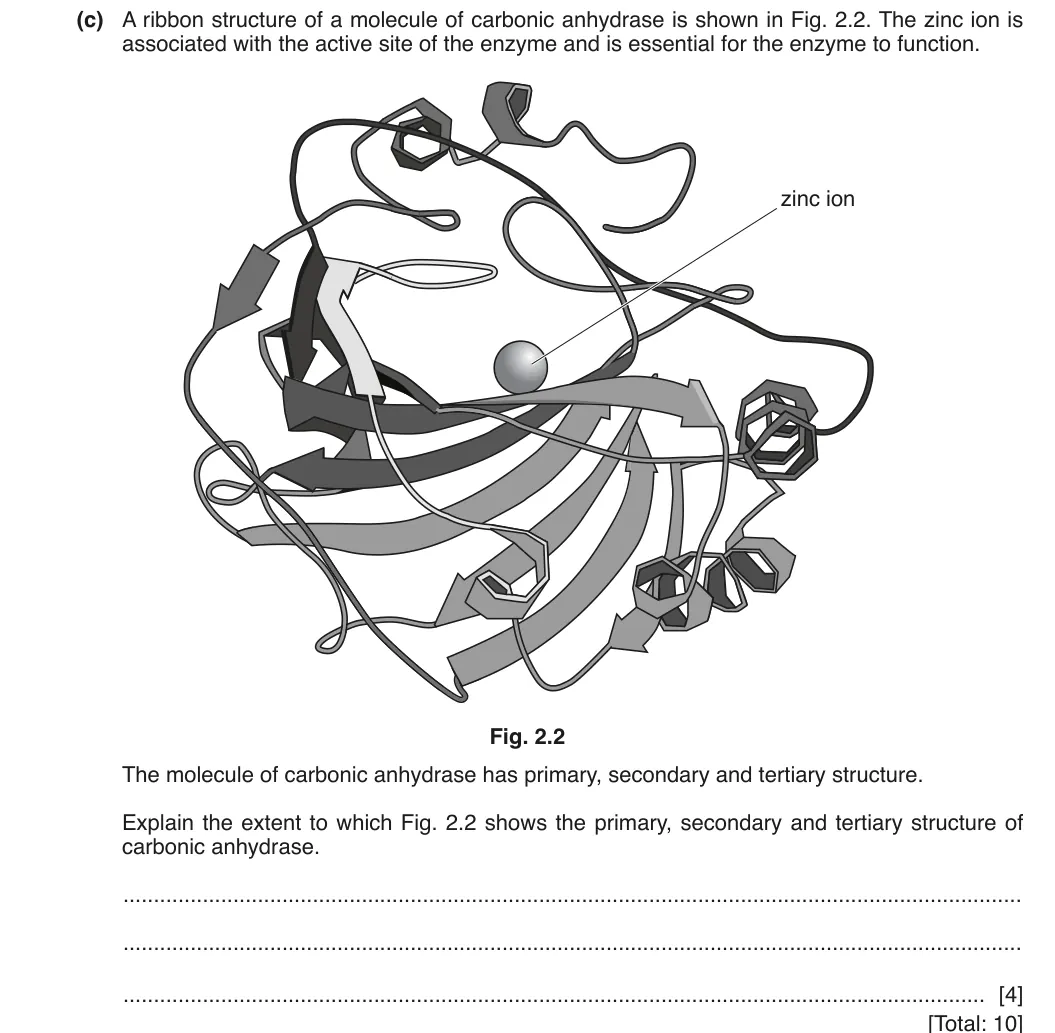 (c) A ribbon structure of a molecule of carbonic anhydrase is shown in Fig. 2.2. The zinc ion is
associated with the active site of the enzyme and is essential for the enzyme to function.
zinc ion
Fig. 2.2
The molecule of carbonic anhydrase has primary, secondary and tertiary structure.
Explain the extent to which Fig. 2.2 shows the primary, secondary and tertiary structure of
carbonic anhydrase.
[4]
[Total: 10]